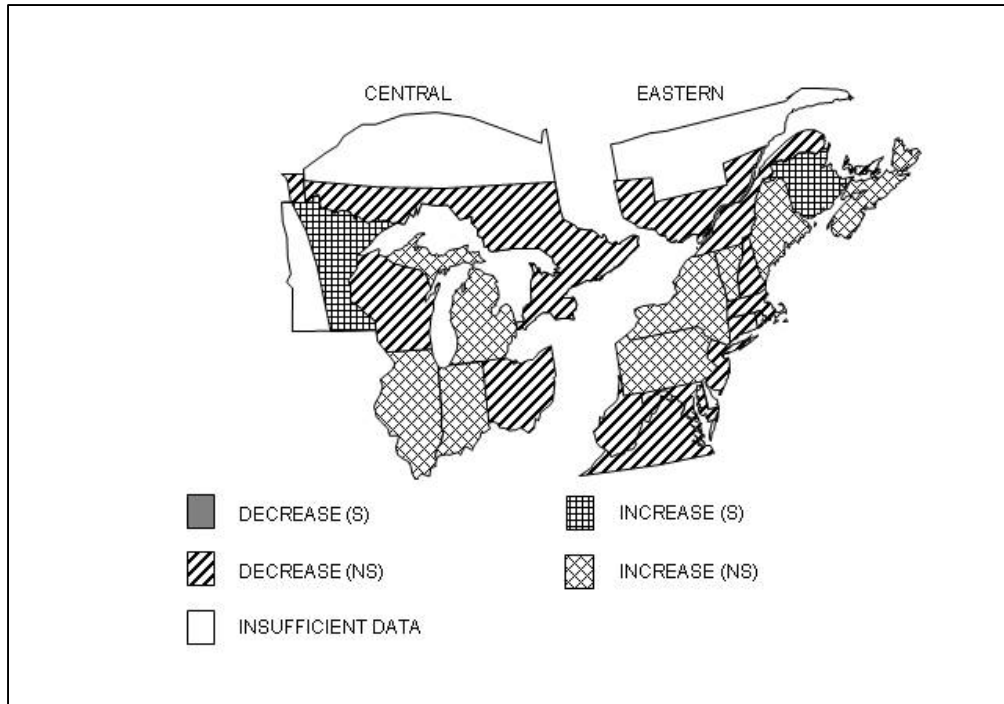 CENTRAL
EASTERN
DECREASE (S)
INCREASE (S)
DECREASE (NS)
INCREASE (NS)
INSUFFICIENT DATA